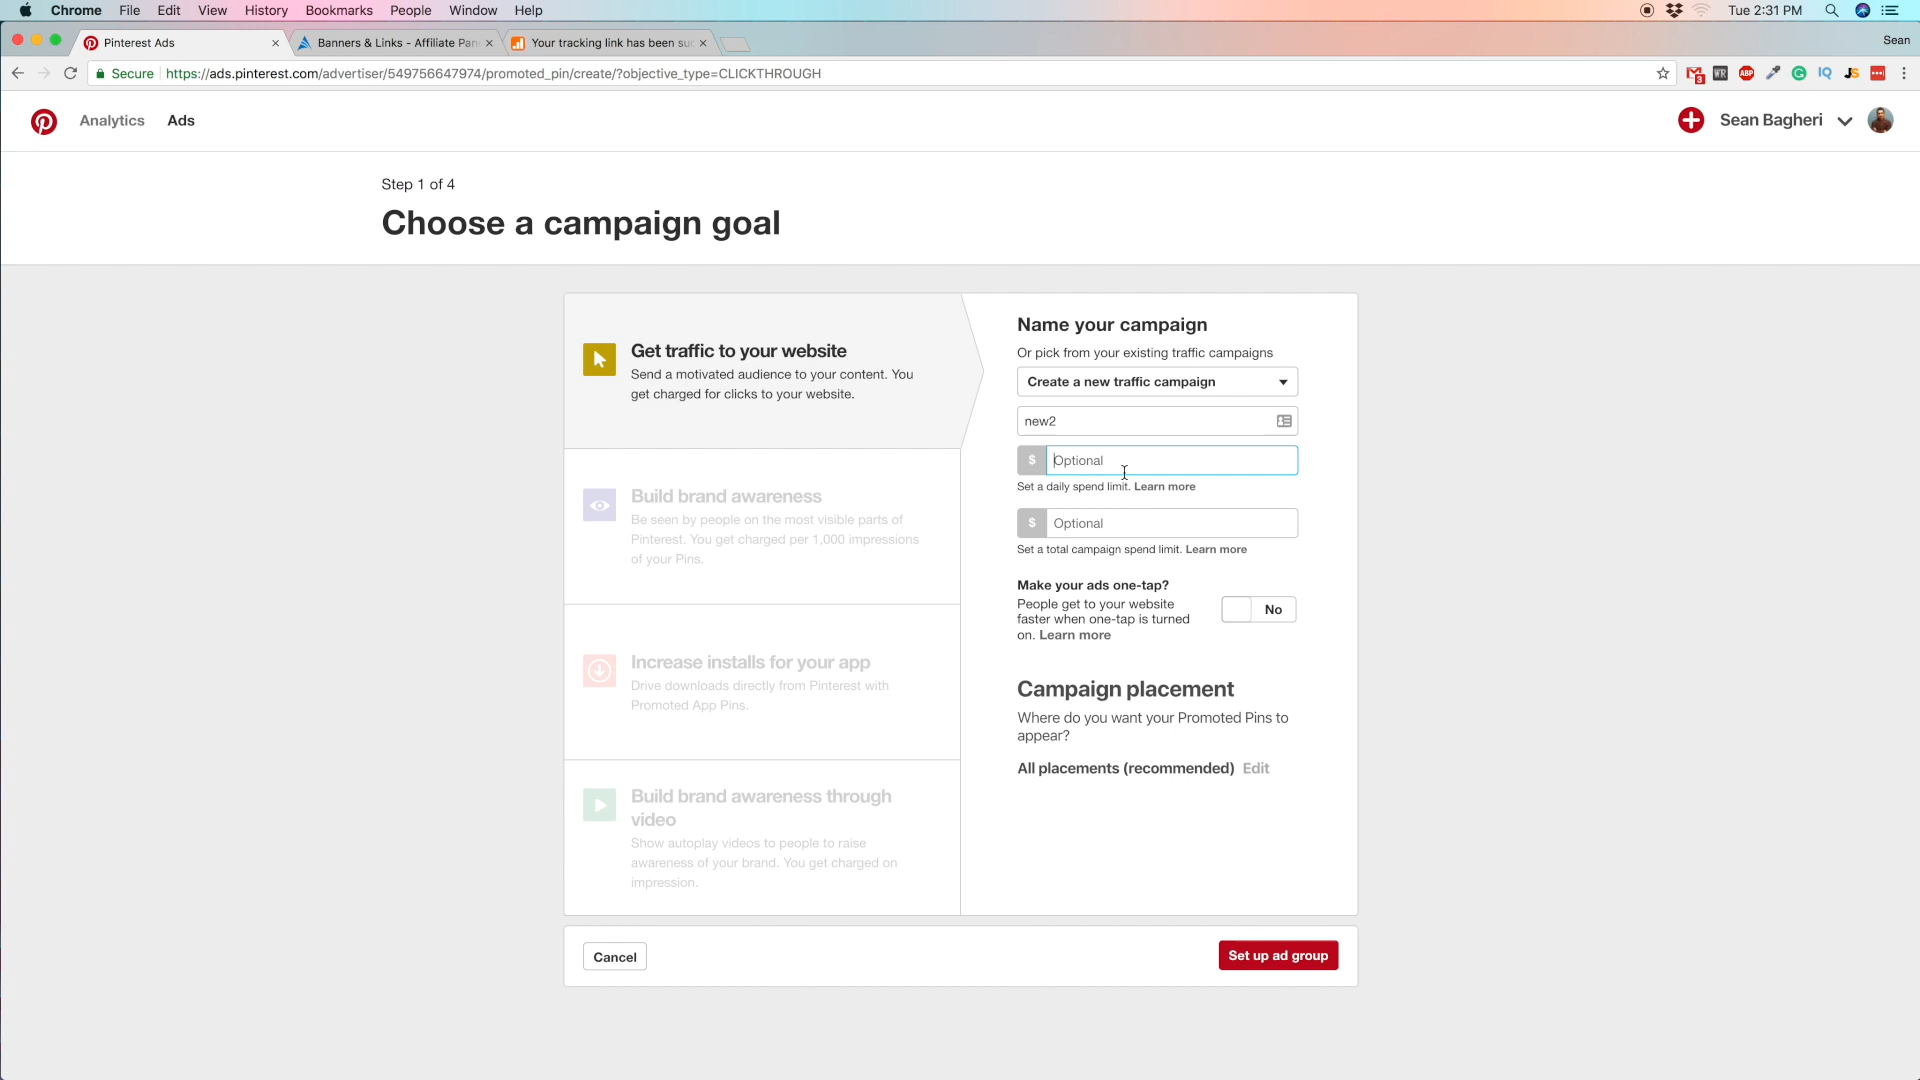 Chrome File Edit View History Bookmarks People Window Help Tue 2:31 PM
Pinterest Ads Banners & Links - Affiliate Pan Your tracking link has been suc Sean
Secure https://ads.pinterest.com/advertiser/549756647974/promoted_pin/create/?objective_type=CLICKTHROUGH 3 WR ABP G IQ JS
Analytics Ads Sean Bagheri
Step 1 of 4
Choose a campaign goal
Get traffic to your website
Send a motivated audience to your content. You
get charged for clicks to your website.
Build brand awareness
Be seen by people on the most visible parts of
Pinterest. You get charged per 1,000 impressions
of your Pins.
Increase installs for your app
Drive downloads directly from Pinterest with
Promoted App Pins.
Build brand awareness through
video
Show autoplay videos to people to raise
awareness of your brand. You get charged on
impression.
Name your campaign
Or pick from your existing traffic campaigns
Create a new traffic campaign
new2
$ Optional
Set a daily spend limit. Learn more
$ Optional
Set a total campaign spend limit. Learn more
Make your ads one-tap?
People get to your website
faster when one-tap is turned
on. Learn more
No
Campaign placement
Where do you want your Promoted Pins to
appear?
All placements (recommended) Edit
Cancel Set up ad group